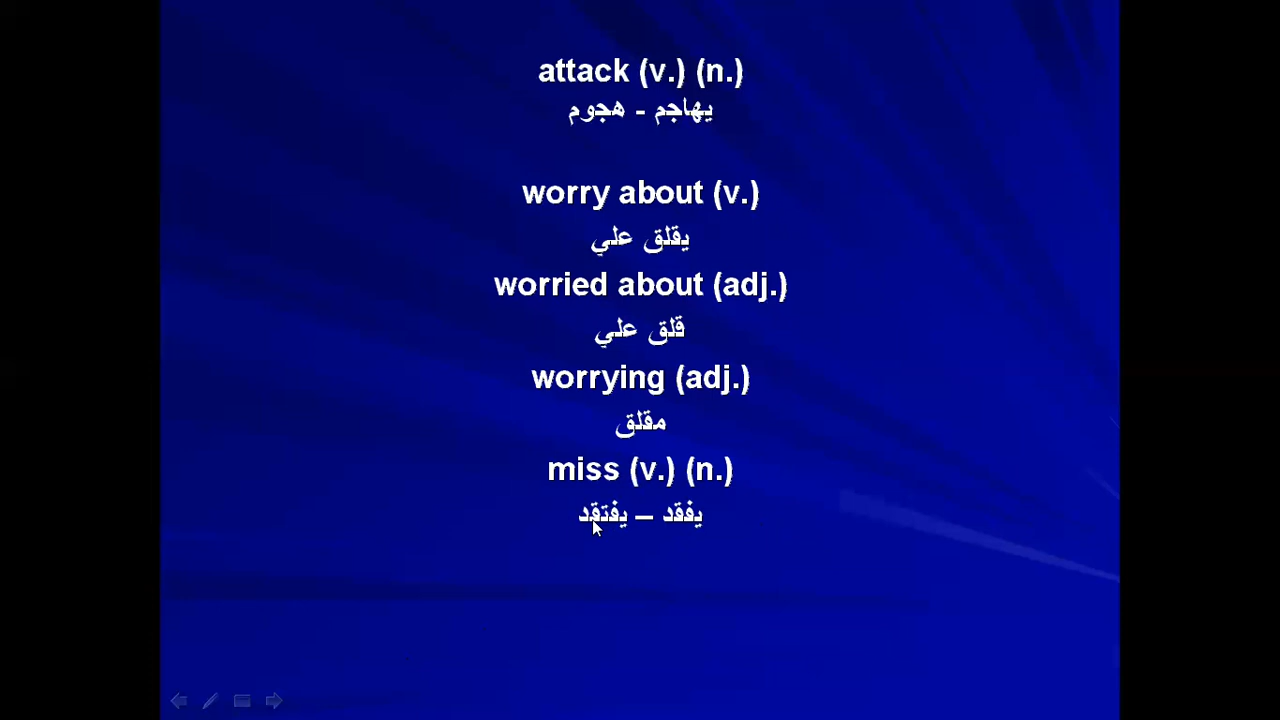 attack (v.) (n.)
يهاجم - هجوم
worry about (v.)
يقلق علي
worried about (adj.)
قلق علي
worrying (adj.)
مقلق
miss (v.) (n.)
يفقد – يفتقد